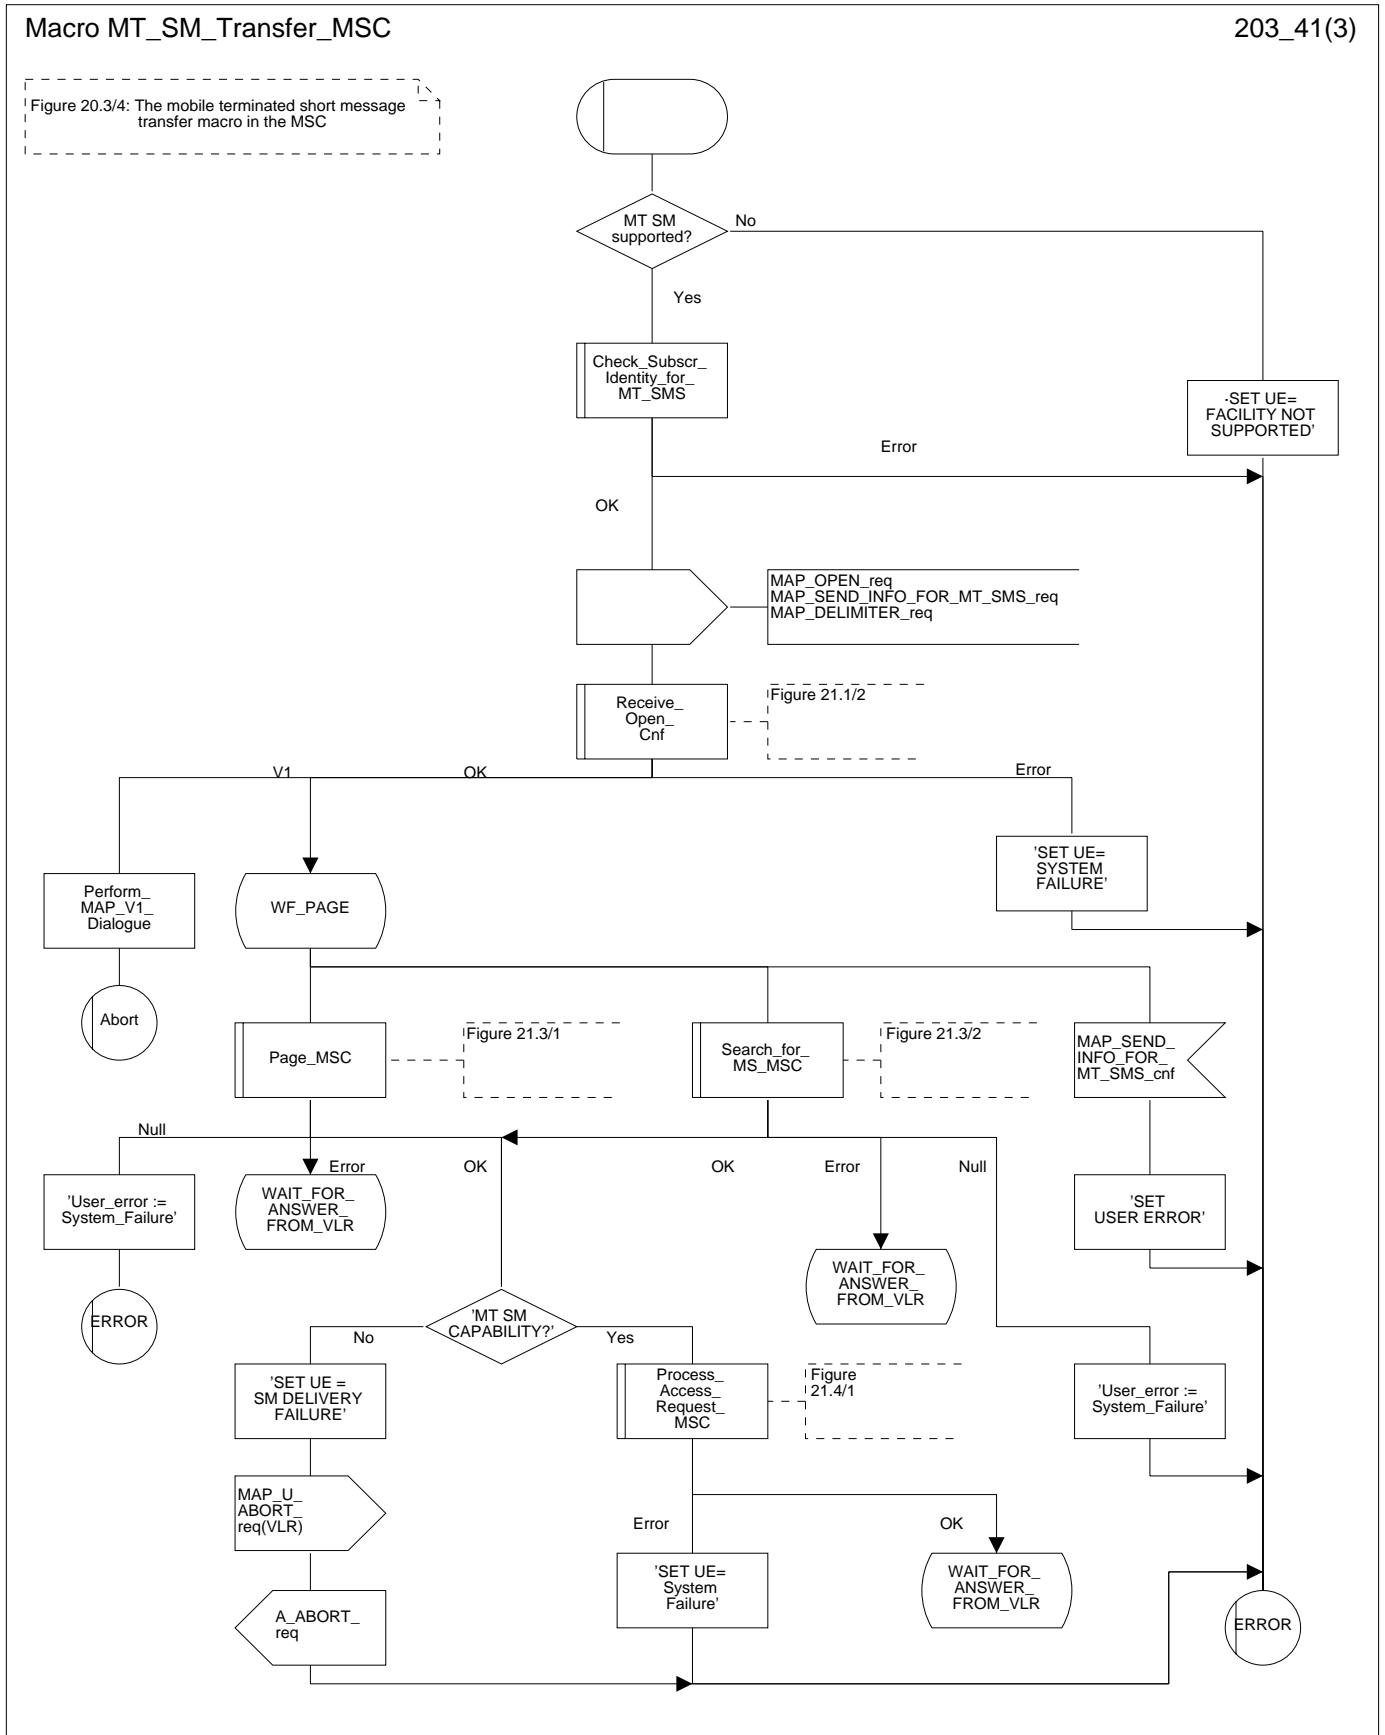 Macro MT_SM_Transfer_MSC
203_41(3)
Figure 20.3/4: The mobile terminated short message
transfer macro in the MSC
MT SM
supported?
No
Yes
Check_Subscr_
Identity_for_
MT_SMS
·SET UE=
FACILITY NOT
SUPPORTED'
Error
OK
MAP_OPEN_req
MAP_SEND_INFO_FOR_MT_SMS_req
MAP_DELIMITER_req
Receive_
Open_
Cnf
Figure 21.1/2
V1
OK
Error
'SET UE=
SYSTEM
FAILURE'
Perform_
MAP_V1_
Dialogue
WF_PAGE
Abort
Page_MSC
Figure 21.3/1
Search_for_
MS_MSC
Figure 21.3/2
MAP_SEND_
INFO_FOR_
MT_SMS_cnf
Null
Error
OK
OK
Error
Null
'User_error :=
System_Failure'
WAIT_FOR_
ANSWER_
FROM_VLR
'SET
USER ERROR'
WAIT_FOR_
ANSWER_
FROM_VLR
ERROR
'MT SM
CAPABILITY?'
No
Yes
'SET UE =
SM DELIVERY
FAILURE'
Process_
Access_
Request_
MSC
Figure
21.4/1
'User_error :=
System_Failure'
MAP_U_
ABORT_
req(VLR)
Error
OK
'SET UE=
System
Failure'
WAIT_FOR_
ANSWER_
FROM_VLR
A_ABORT_
req
ERROR